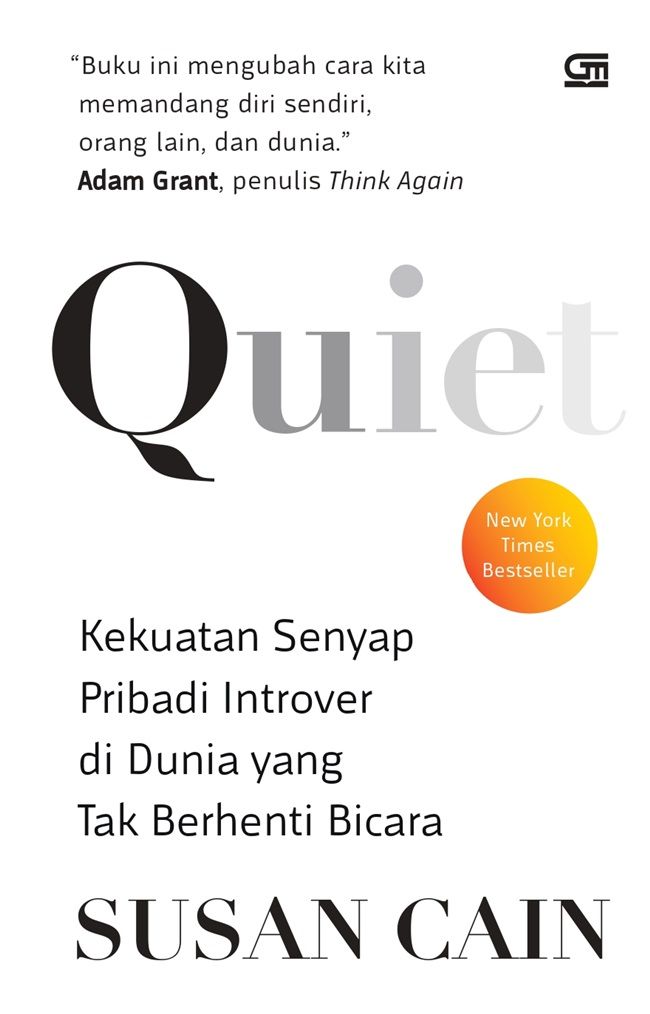 “Buku ini mengubah cara kita
memandang diri sendiri,
orang lain, dan dunia.”
Adam Grant, penulis Think Again
GM
Quiet
New York
Times
Bestseller
Kekuatan Senyap
Pribadi Introver
di Dunia yang
Tak Berhenti Bicara
SUSAN CAIN